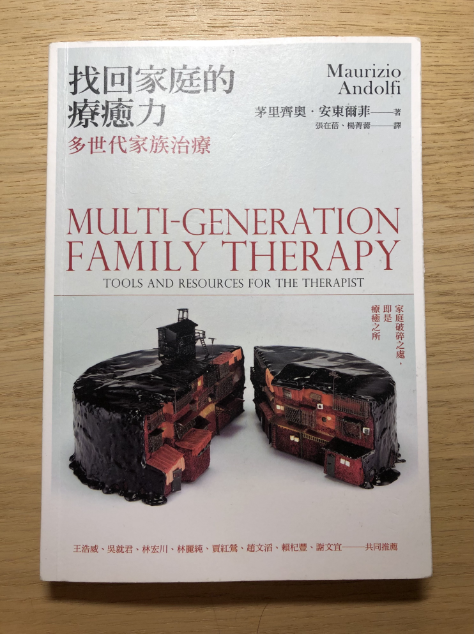 找回家庭的
療癒力
多世代家族治療
Maurizio
Andolfi
茅里齊奧・安東爾菲──著
張在蓓、楊菁薷──譯
MULTI-GENERATION
FAMILY THERAPY
TOOLS AND RESOURCES FOR THE THERAPIST
家庭破碎之處，
即是
療癒之所
王浩威、吳就君、林宏川、林麗純、賈紅鶯、趙文滔、賴杞豐、謝文宜──共同推薦